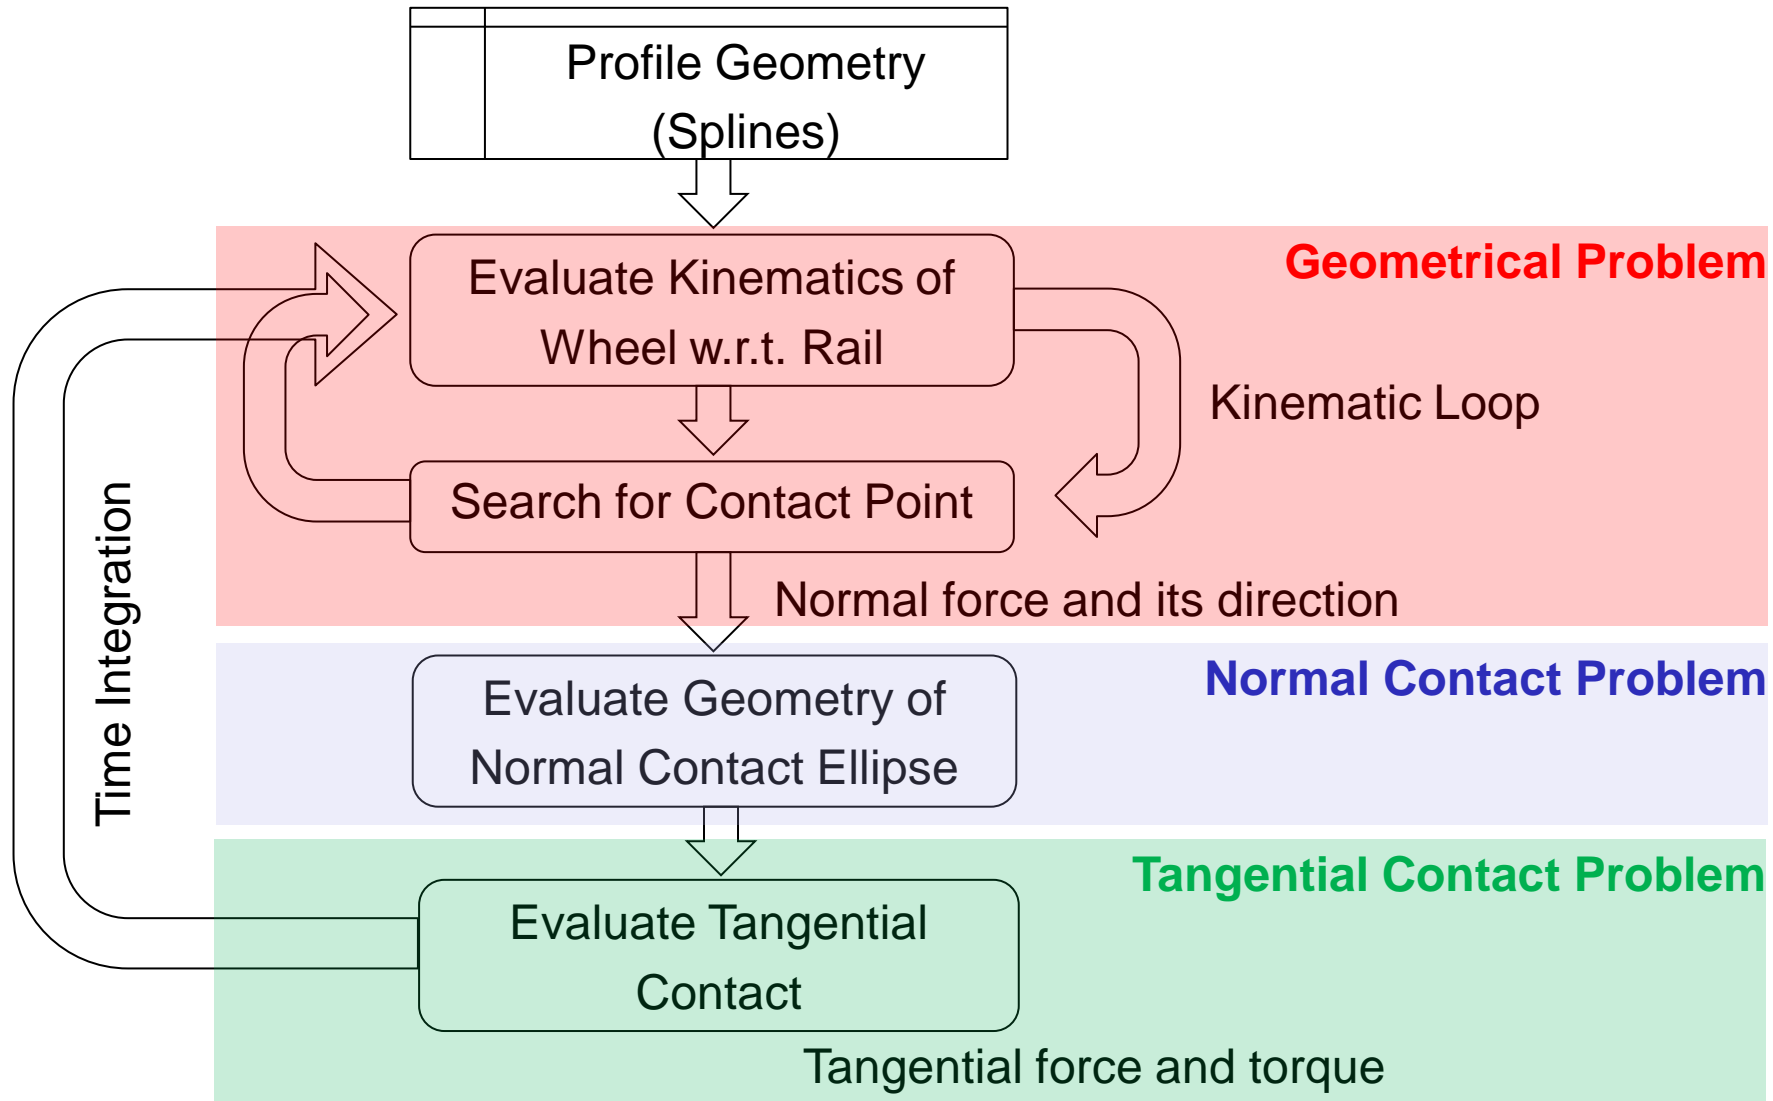 Profile Geometry
(Splines)
Geometrical Problem
Evaluate Kinematics of
Wheel w.r.t. Rail
Kinematic Loop
Search for Contact Point
Normal force and its direction
Time Integration
Normal Contact Problem
Evaluate Geometry of
Normal Contact Ellipse
Tangential Contact Problem
Evaluate Tangential
Contact
Tangential force and torque